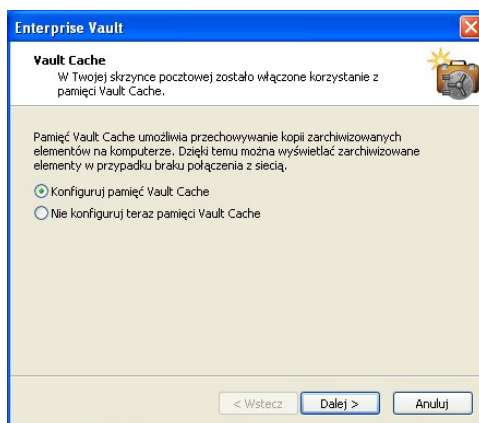 Enterprise Vault
Vault Cache
W Twojej skrzynce pocztowej zostało włączone korzystanie z
pamięci Vault Cache.
Pamięć Vault Cache umożliwia przechowywanie kopii zarchiwizowanych
elementów na komputerze. Dzięki temu można wyświetlać zarchiwizowane
elementy w przypadku braku połączenia z siecią.
Konfiguruj pamięć Vault Cache
Nie konfiguruj teraz pamięci Vault Cache
< Wstecz
Dalej >
Anuluj